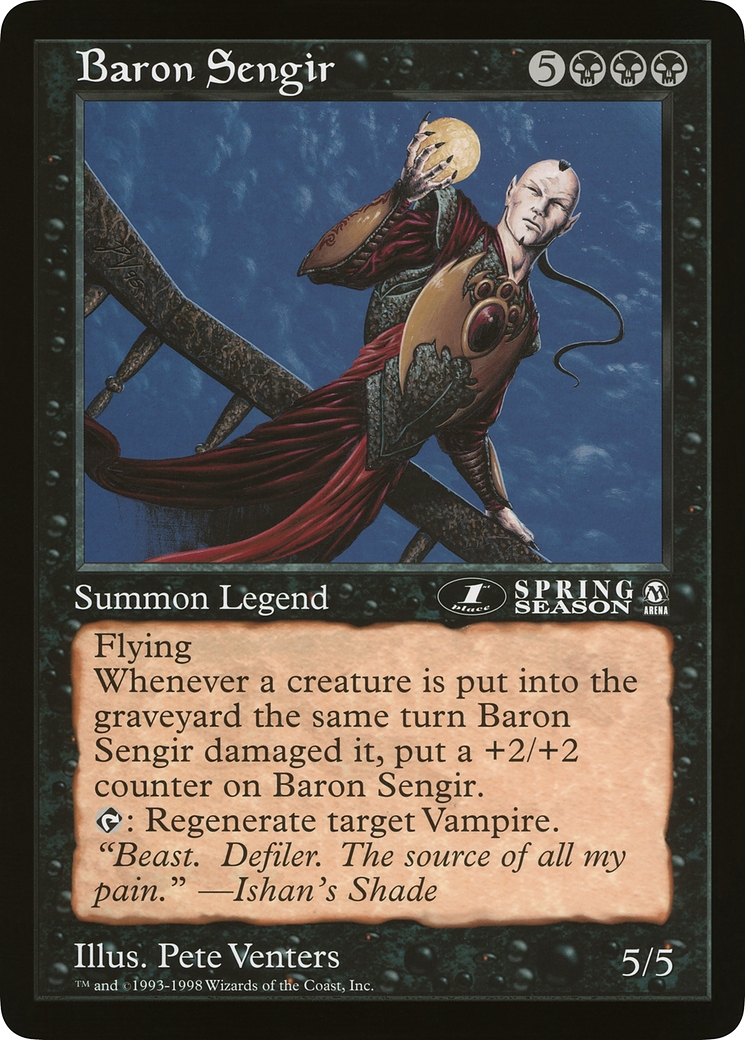 Baron Sengir 5
Summon Legend 1st place SPRING SEASON ARENA
Flying
Whenever a creature is put into the
graveyard the same turn Baron
Sengir damaged it, put a +2/+2
counter on Baron Sengir.
: Regenerate target Vampire.
“Beast. Defiler. The source of all my
pain.” —Ishan’s Shade
Illus. Pete Venters
5/5
™ and ©1993-1998 Wizards of the Coast, Inc.